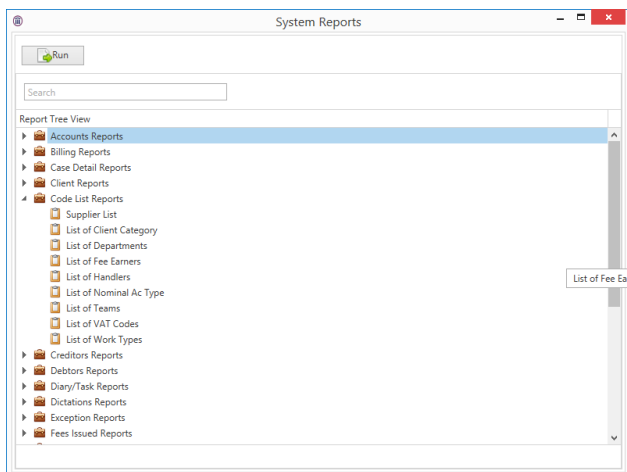 System Reports
Run
Search
Report Tree View
Accounts Reports
Billing Reports
Case Detail Reports
Client Reports
Code List Reports
Supplier List
List of Client Category
List of Departments
List of Fee Earners
List of Handlers
List of Fee Ea
List of Nominal Ac Type
List of Teams
List of VAT Codes
List of Work Types
Creditors Reports
Debtors Reports
Diary/Task Reports
Dictations Reports
Exception Reports
Fees Issued Reports